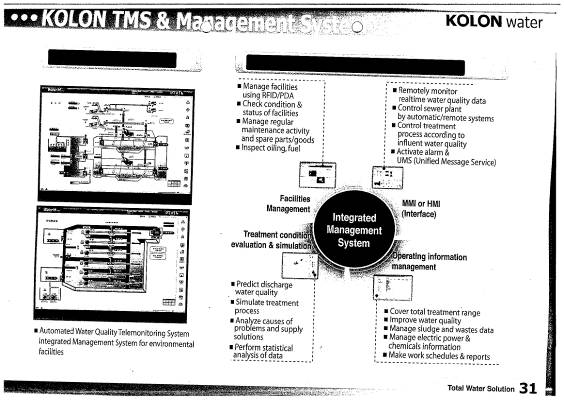 ••• KOLON TMS & Management System
KOLON water
■ Manage facilities
using RFID/PDA
■ Check condition &
status of facilities
■ Manage regular
maintenance activity
and spare parts/goods
■ Inspect oiling, fuel
■ Remotely monitor
realtime water quality data
■ Control sewer plant
by automatic/remote systems
■ Control treatment
process according to
influent water quality
■ Activate alarm &
UMS (Unified Message Service)
Facilities
Management
MMI or HMI
(Interface)
Integrated
Management
System
Treatment condition
evaluation & simulation
Operating information
management
■ Predict discharge
water quality
■ Simulate treatment
process
■ Analyze causes of
problems and supply
solutions
■ Perform statistical
analysis of data
■ Cover total treatment range
■ Improve water quality
■ Manage sludge and wastes data
■ Manage electric power &
chemicals information
■ Make work schedules & reports
■ Automated Water Quality Telemonitoring System
integrated Management System for environmental
facilities
Total Water Solution 31